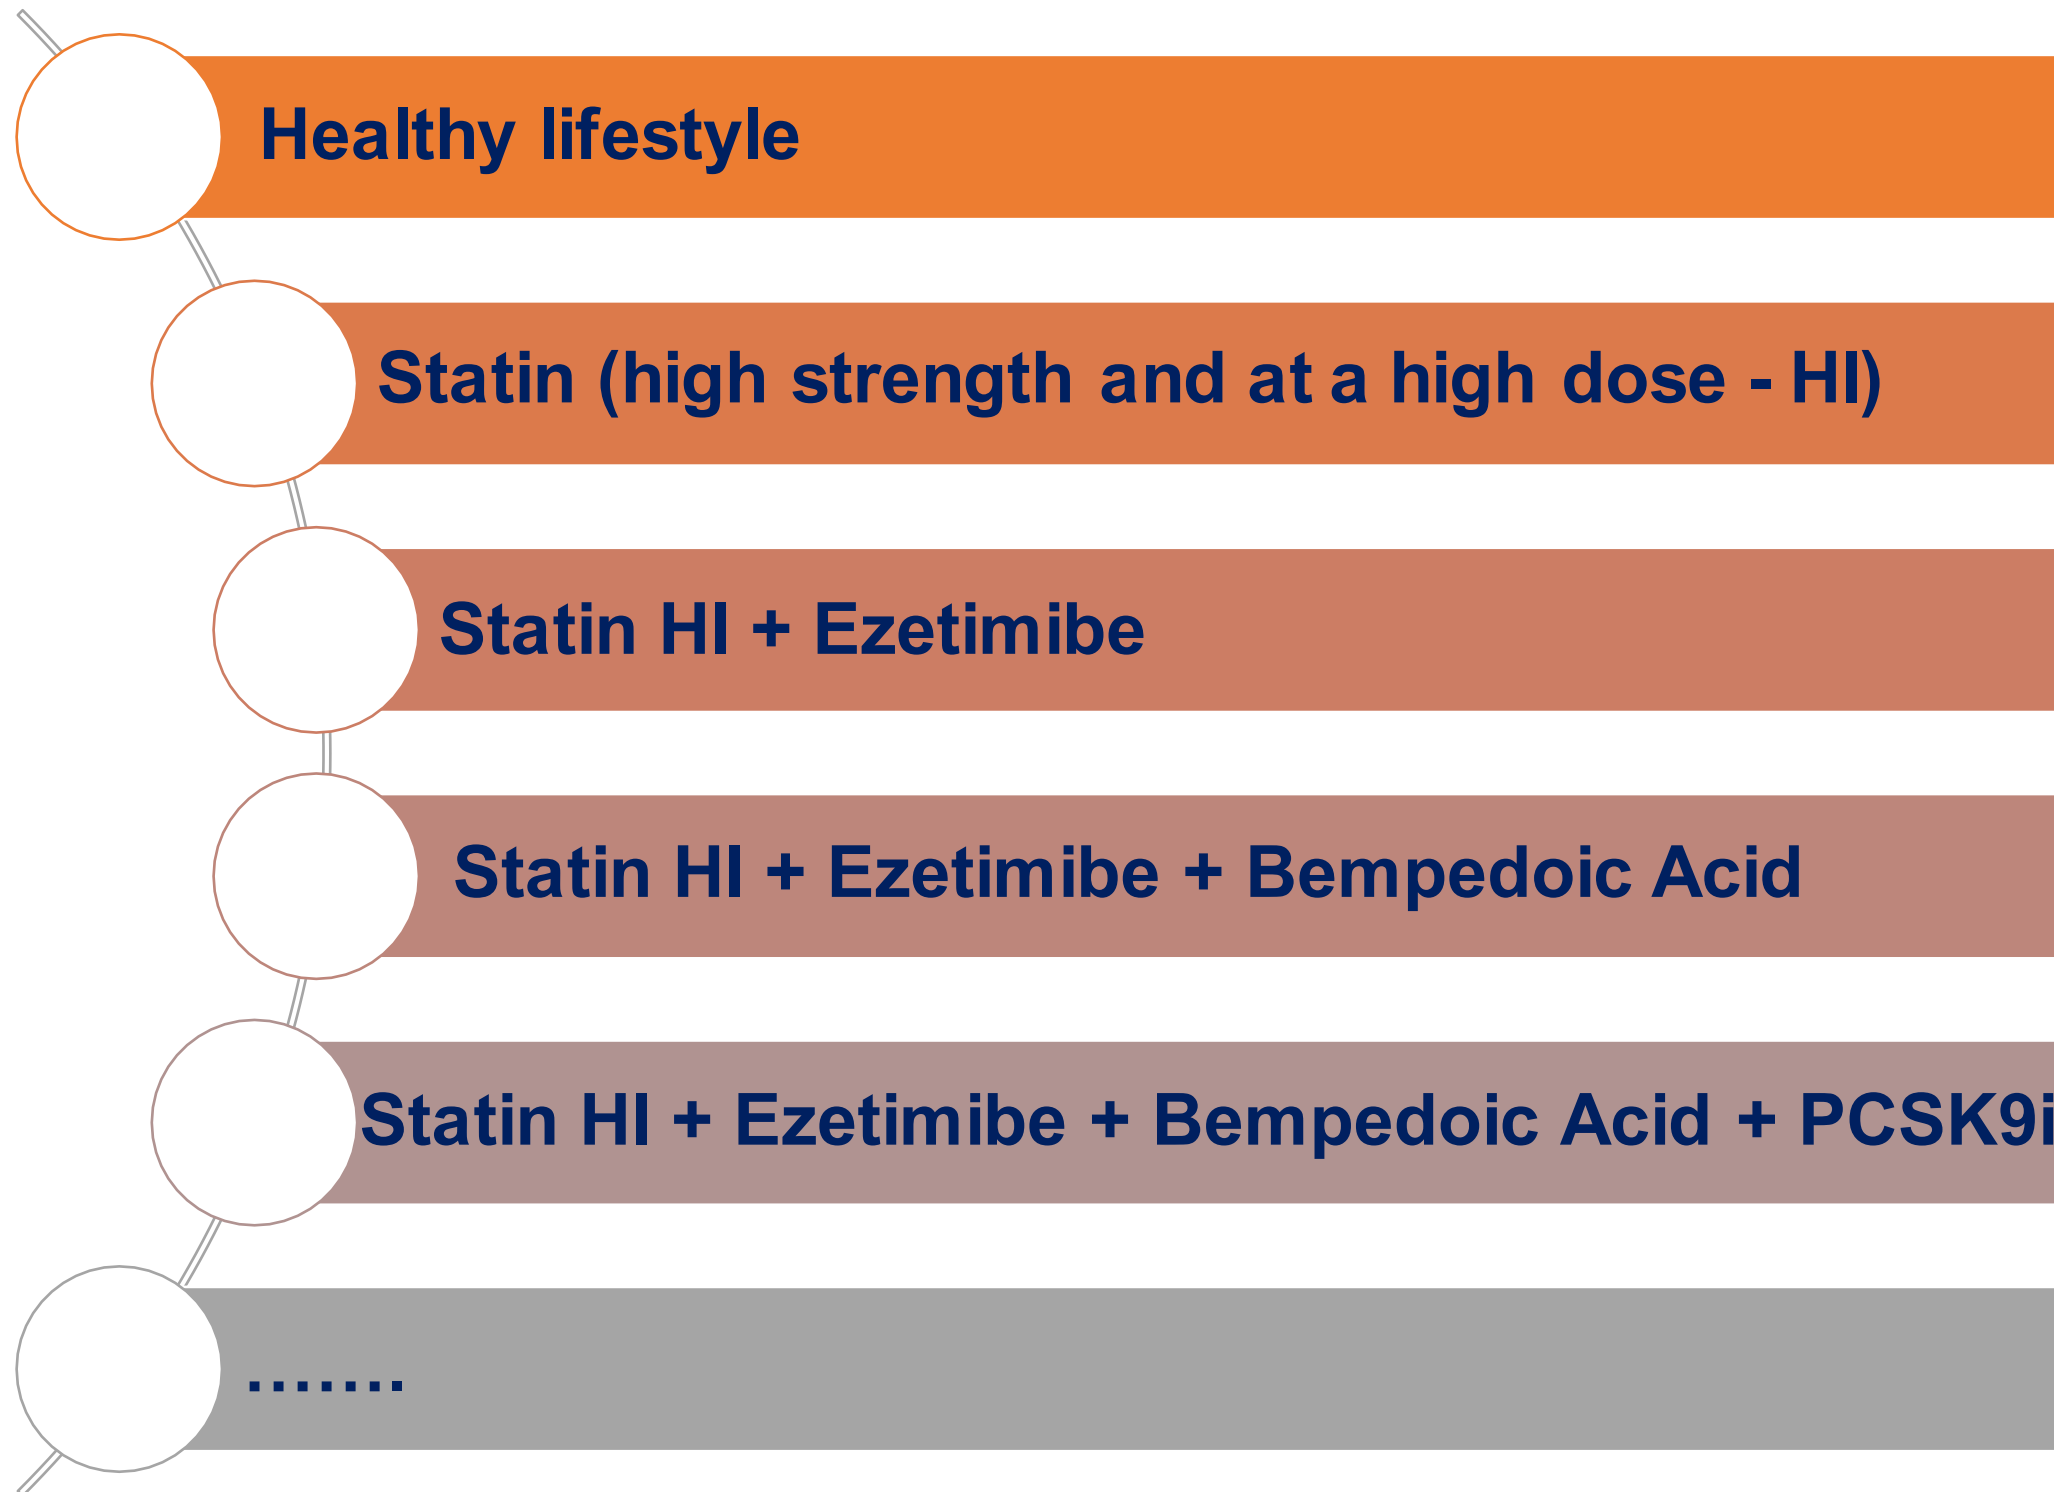 Healthy lifestyle
Statin (high strength and at a high dose - HI)
Statin HI + Ezetimibe
Statin HI + Ezetimibe + Bempedoic Acid
Statin HI + Ezetimibe + Bempedoic Acid + PCSK9i
.......